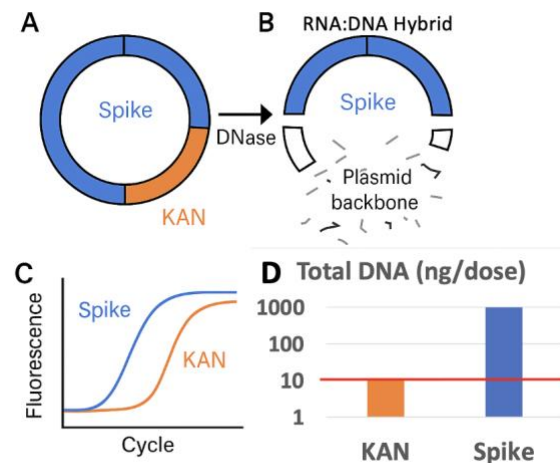 A
Spike
KAN
DNase
B
RNA:DNA Hybrid
Spike
Plasmid
backbone
C
Fluorescence
Spike
KAN
Cycle
D Total DNA (ng/dose)
1000
100
10
1
KAN
Spike